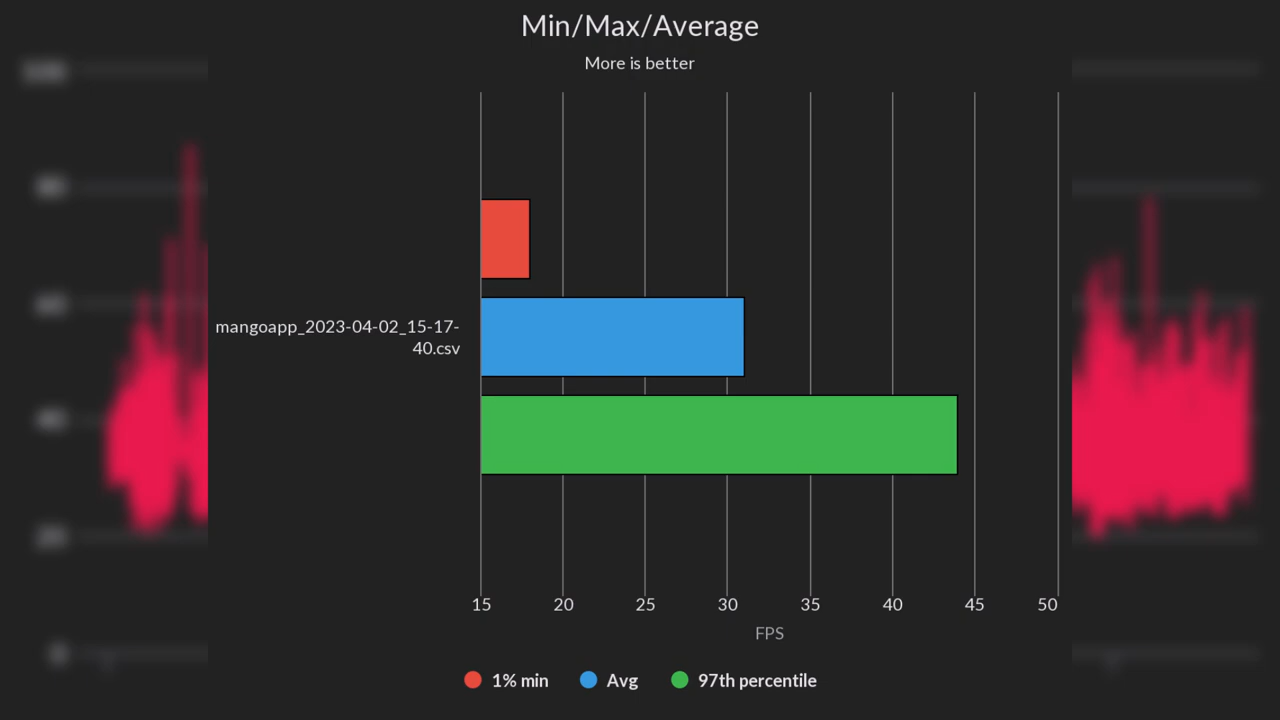 Min/Max/Average
More is better
mangoapp_2023-04-02_15-17-
40.csv
15 20 25 30 35 40 45 50
FPS
1% min Avg 97th percentile